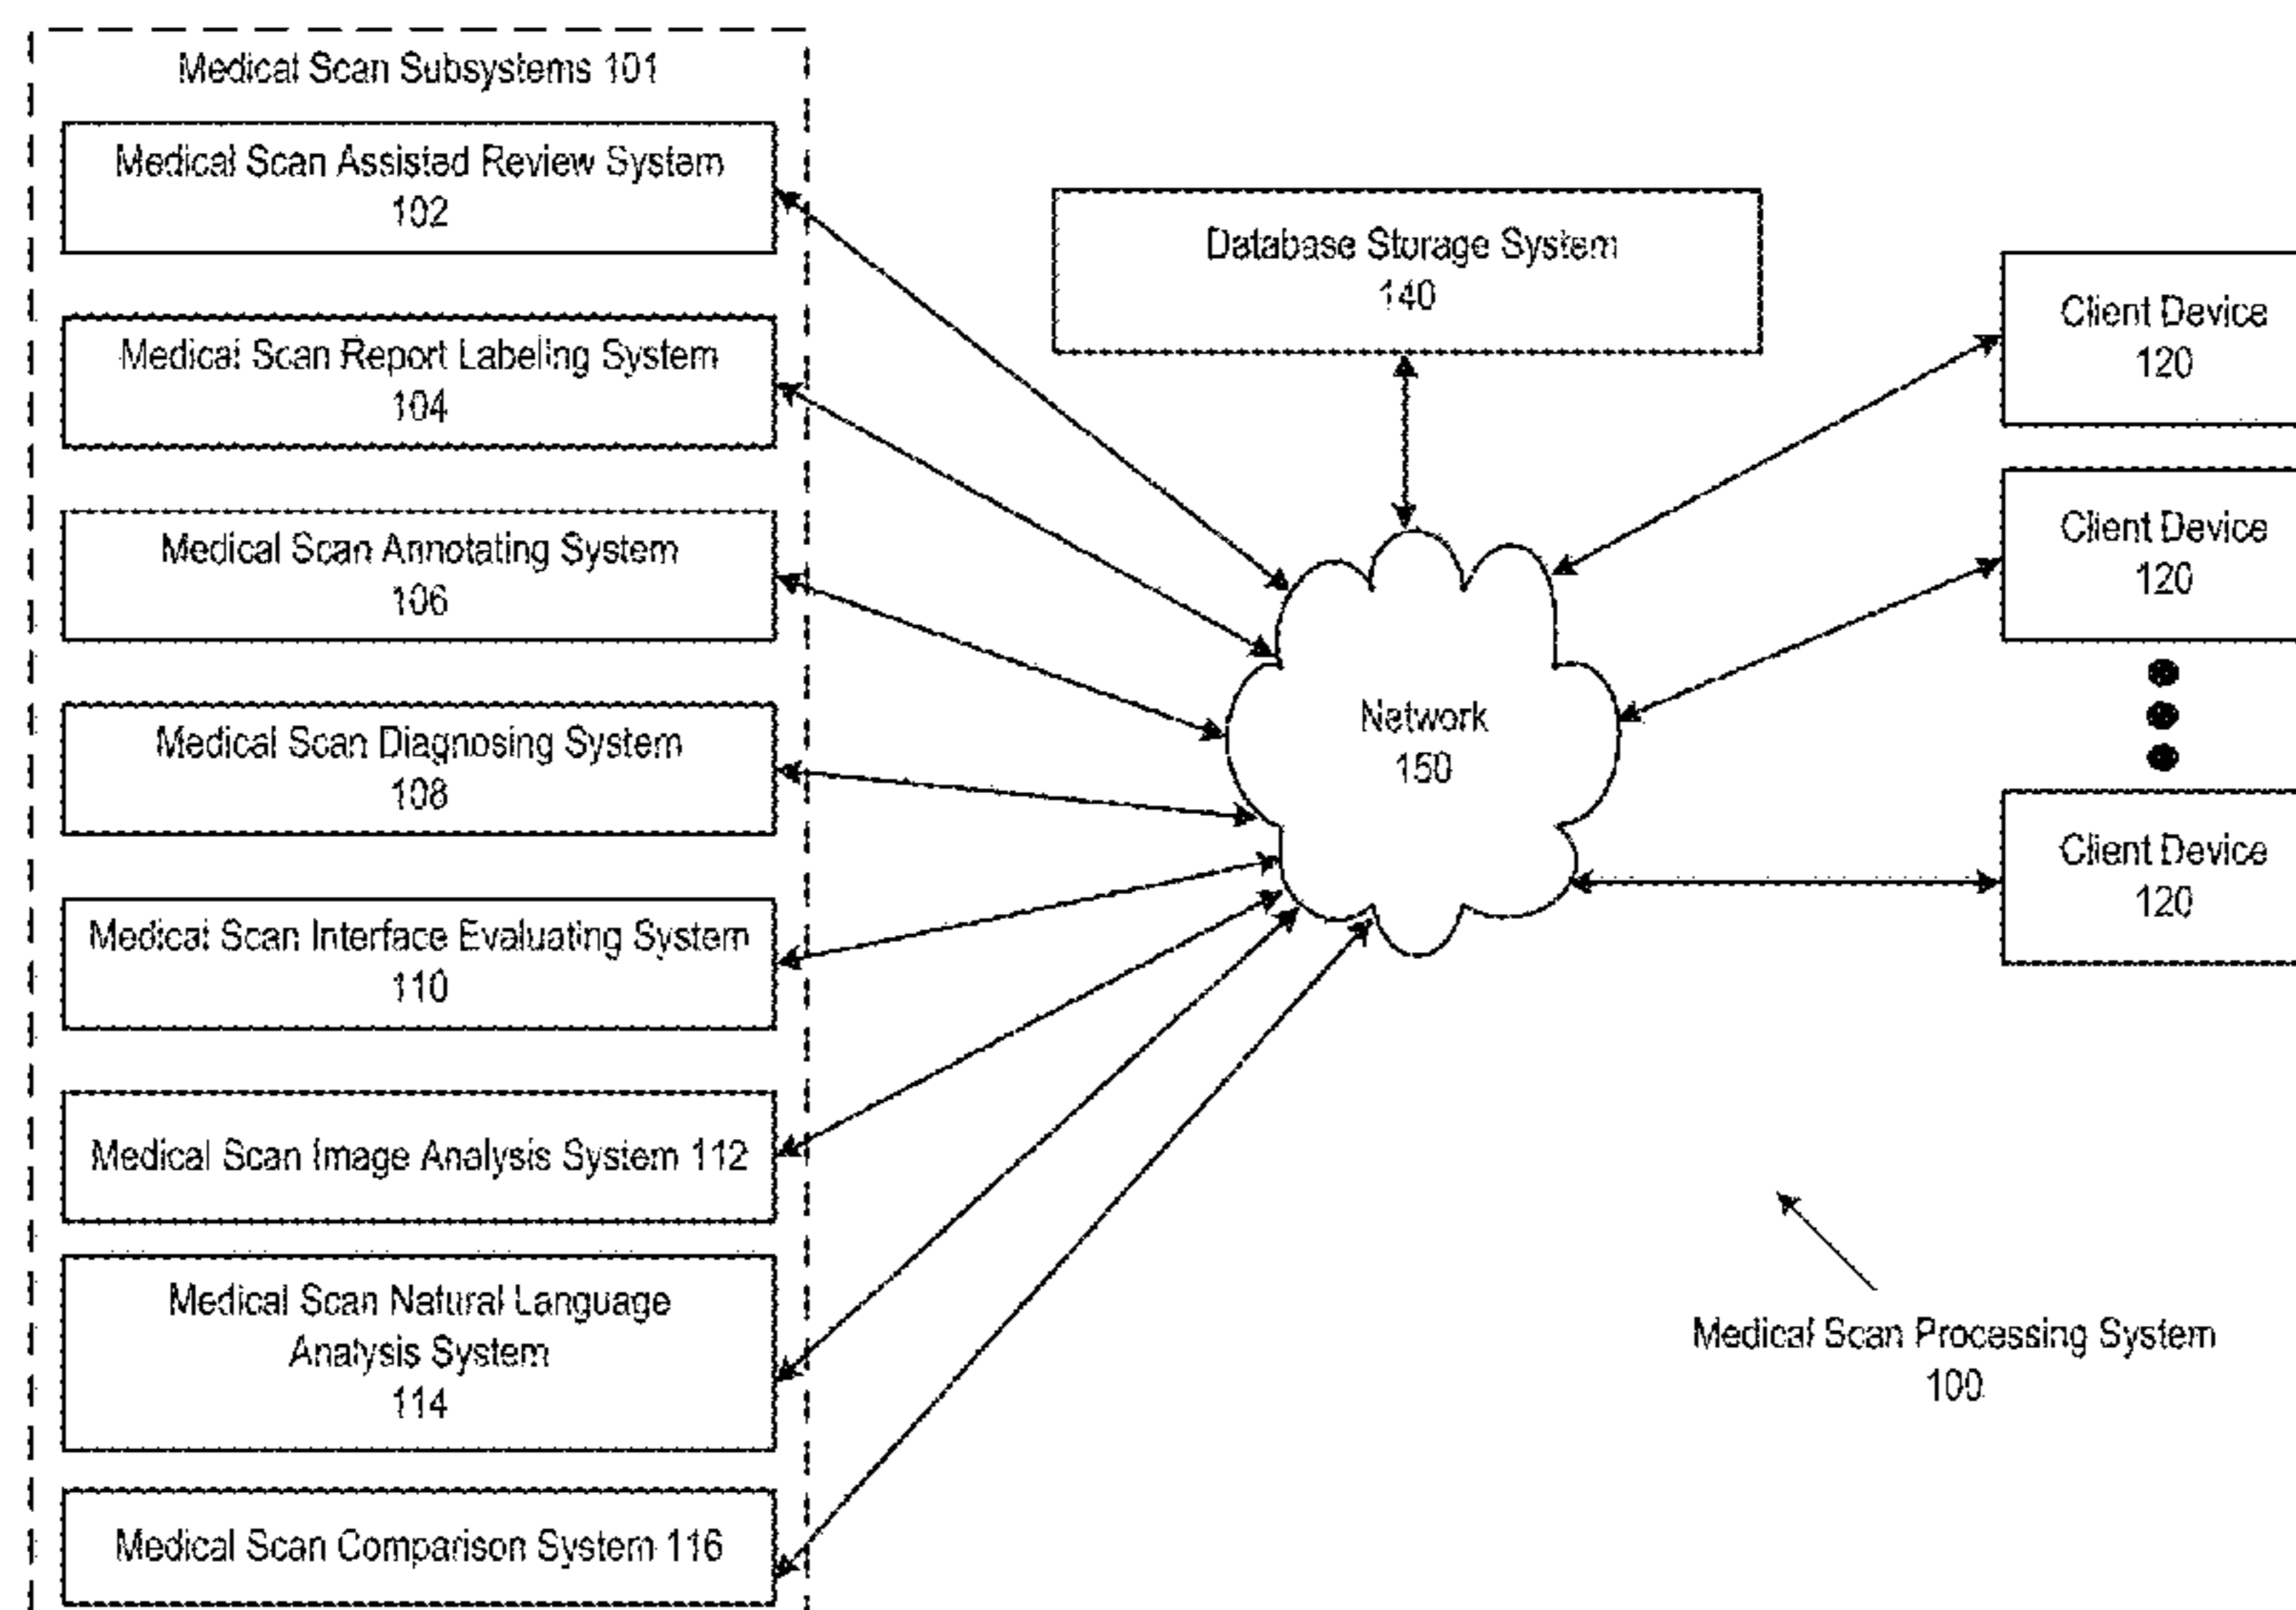 Medical Scan Subsystems 101
Medical Scan Assisted Review System
102
Medical Scan Report Labeling System
104
Medical Scan Annotating System
106
Medical Scan Diagnosing System
108
Medical Scan Interface Evaluating System
110
Medical Scan Image Analysis System 112
Medical Scan Natural Language
Analysis System
114
Medical Scan Comparison System 116
Database Storage System
140
Network
150
Client Device
120
Client Device
120
Client Device
120
Medical Scan Processing System
100